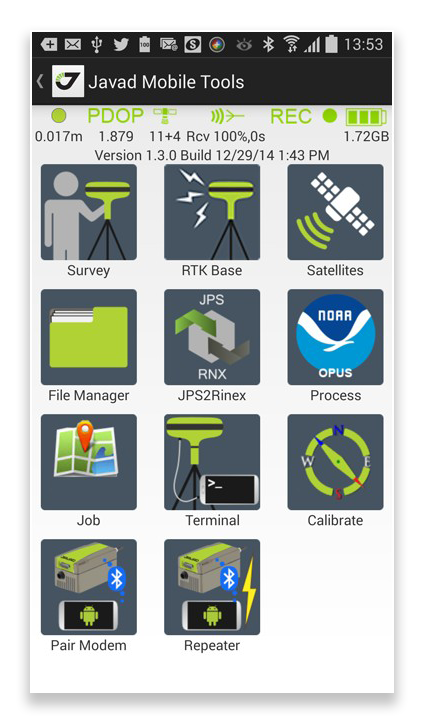 100
S
13:53
Javad Mobile Tools
PDOP REC
0.017m 1.879 11+4 Rcv 100%,0s 1.72GB
Version 1.3.0 Build 12/29/14 1:43 PM
Survey RTK Base Satellites
JPS
RNX
NOAA
OPUS
File Manager JPS2Rinex Process
>_
N
W E
S
Job Terminal Calibrate
Pair Modem Repeater